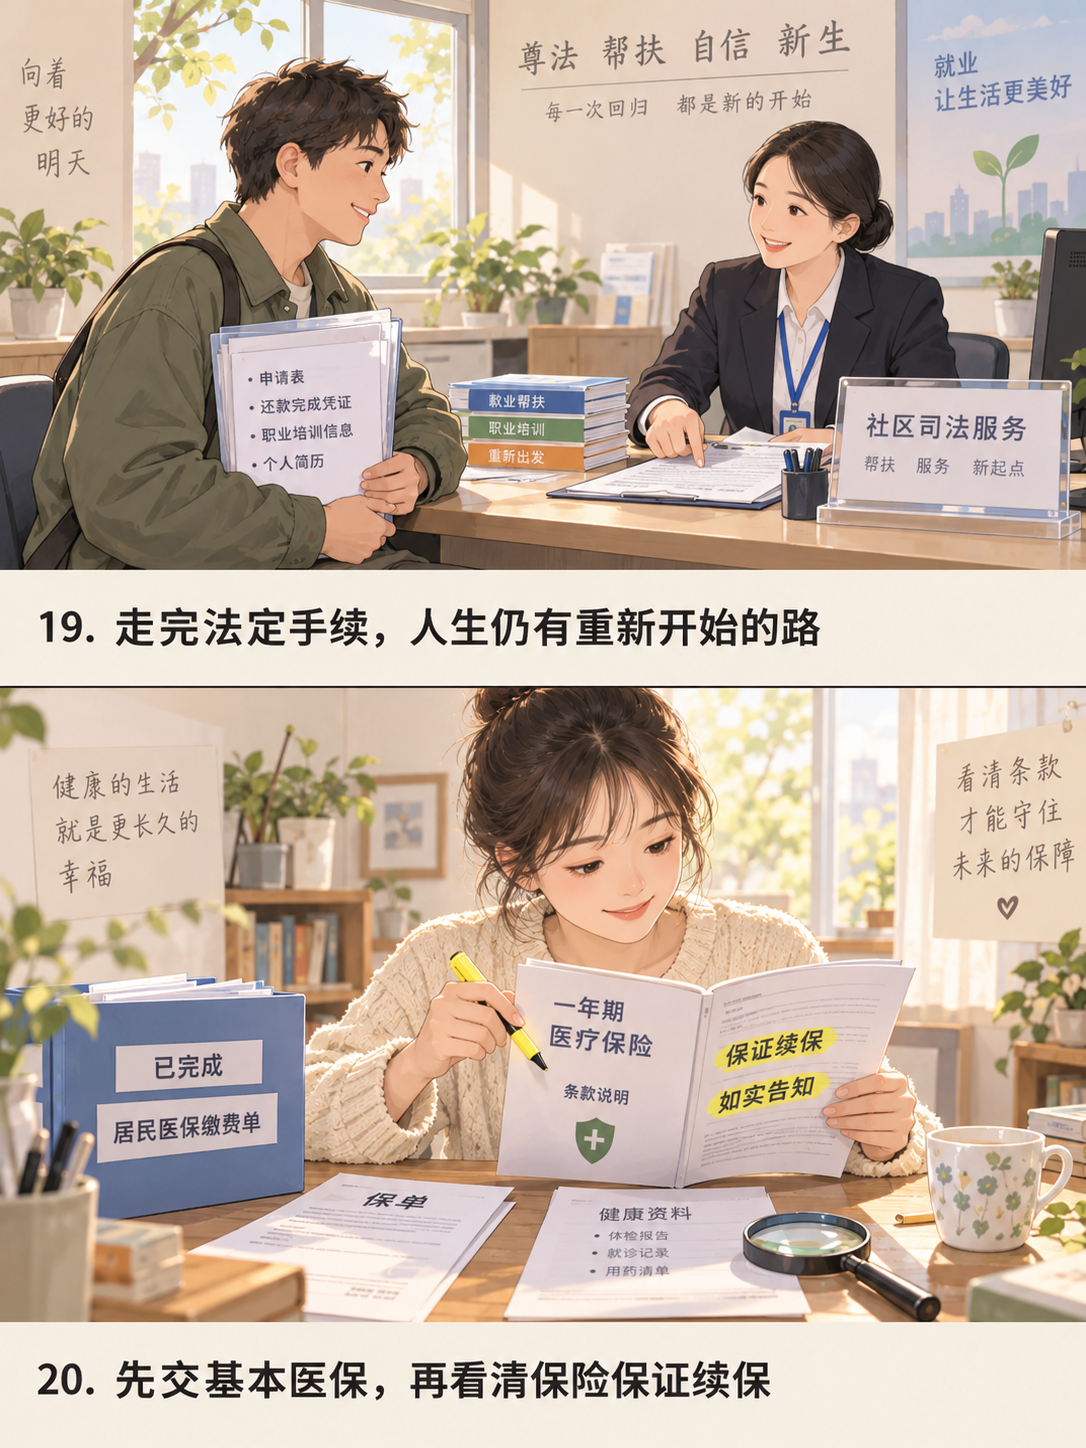 向着
更好的
明天
尊法 帮扶 自信 新生
每一次回归 都是新的开始
就业
让生活更美好
• 申请表
• 还款完成凭证
• 职业培训信息
• 个人简历
职业培训
重新出发
社区司法服务
帮扶 服务 新起点
19. 走完法定手续，人生仍有重新开始的路
健康的生活
就是更长久的
幸福
看清条款
才能守住
未来的保障
已完成
居民医保缴费单
一年期
医疗保险
条款说明
保证续保
如实告知
保单
健康资料
• 体检报告
• 就诊记录
• 用药清单
20. 先交基本医保，再看清保险保证续保